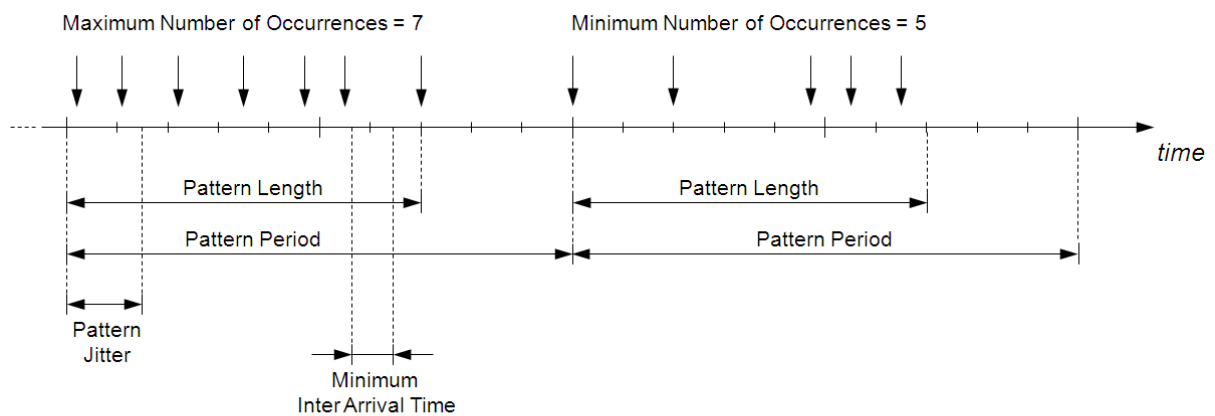 Maximum Number of Occurrences = 7
Minimum Number of Occurrences = 5
time
Pattern Length
Pattern Length
Pattern Period
Pattern Period
Pattern
Jitter
Minimum
Inter Arrival Time